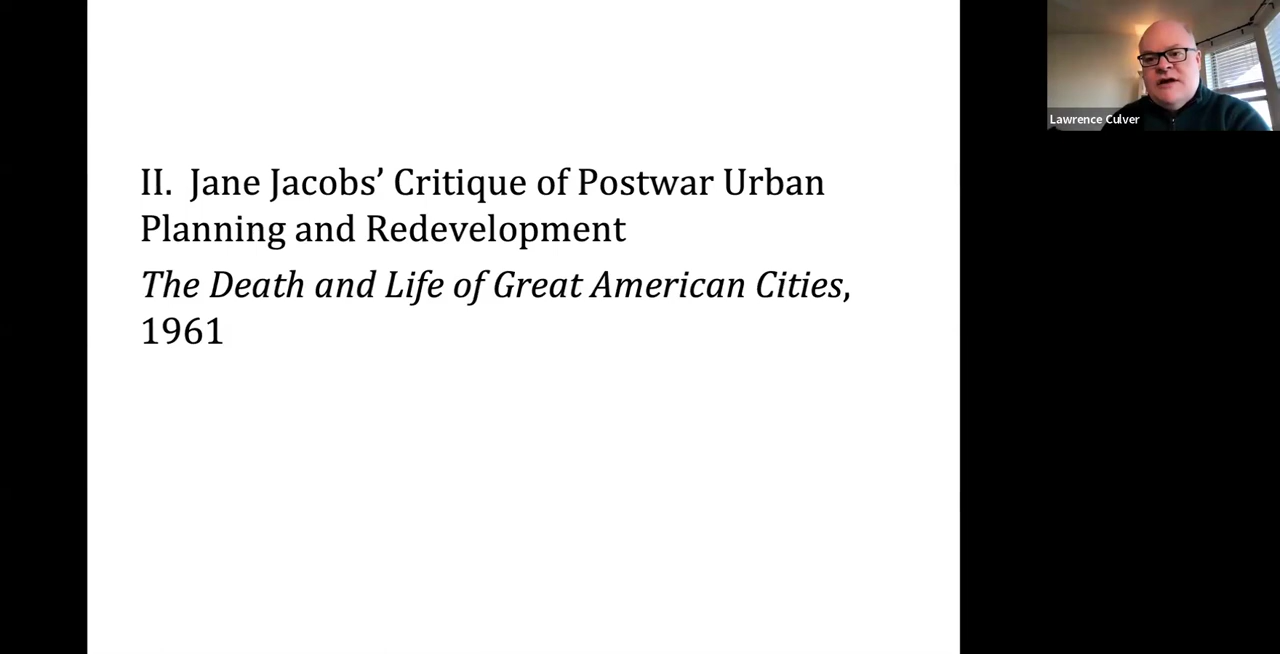 II. Jane Jacobs’ Critique of Postwar Urban
Planning and Redevelopment
The Death and Life of Great American Cities,
1961
Lawrence Culver